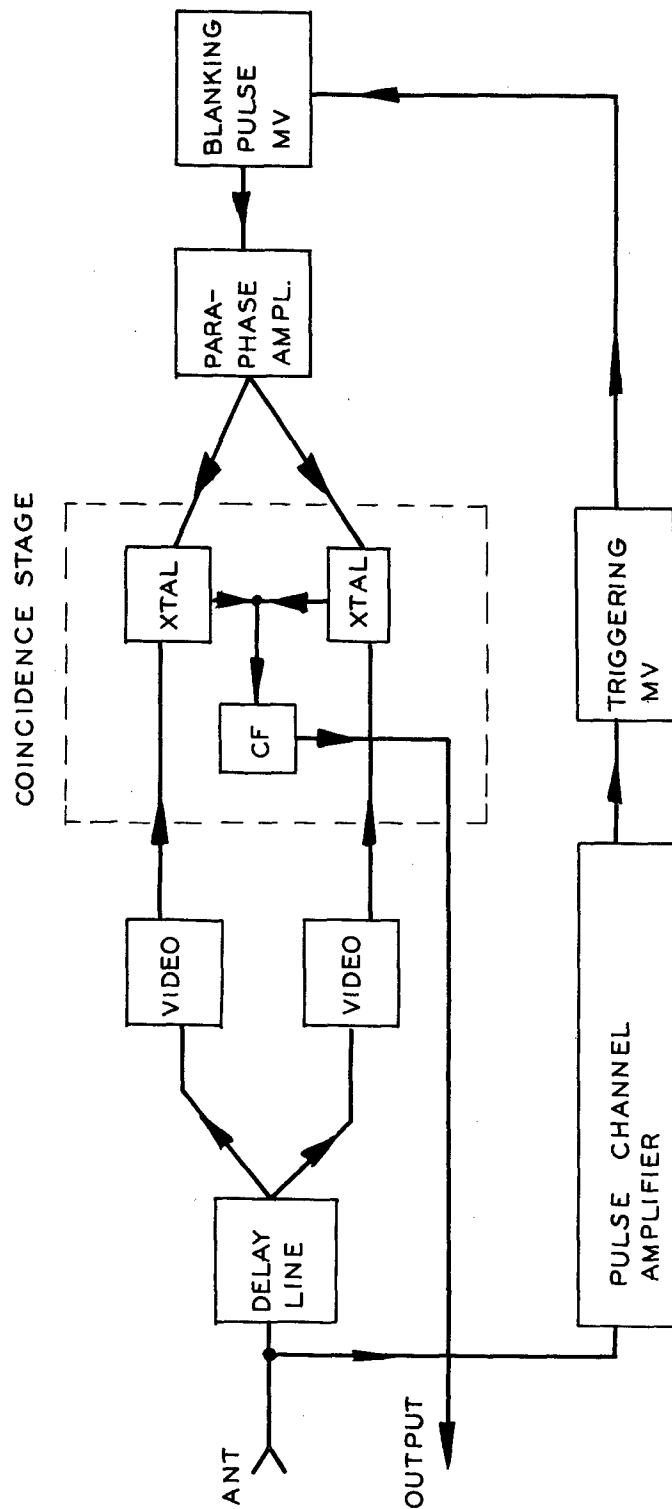 COINCIDENCE STAGE
ANT
DELAY
LINE
VIDEO
VIDEO
XTAL
XTAL
CF
PARA-
PHASE
AMPL.
BLANKING
PULSE
MV
OUTPUT
PULSE CHANNEL
AMPLIFIER
TRIGGERING
MV